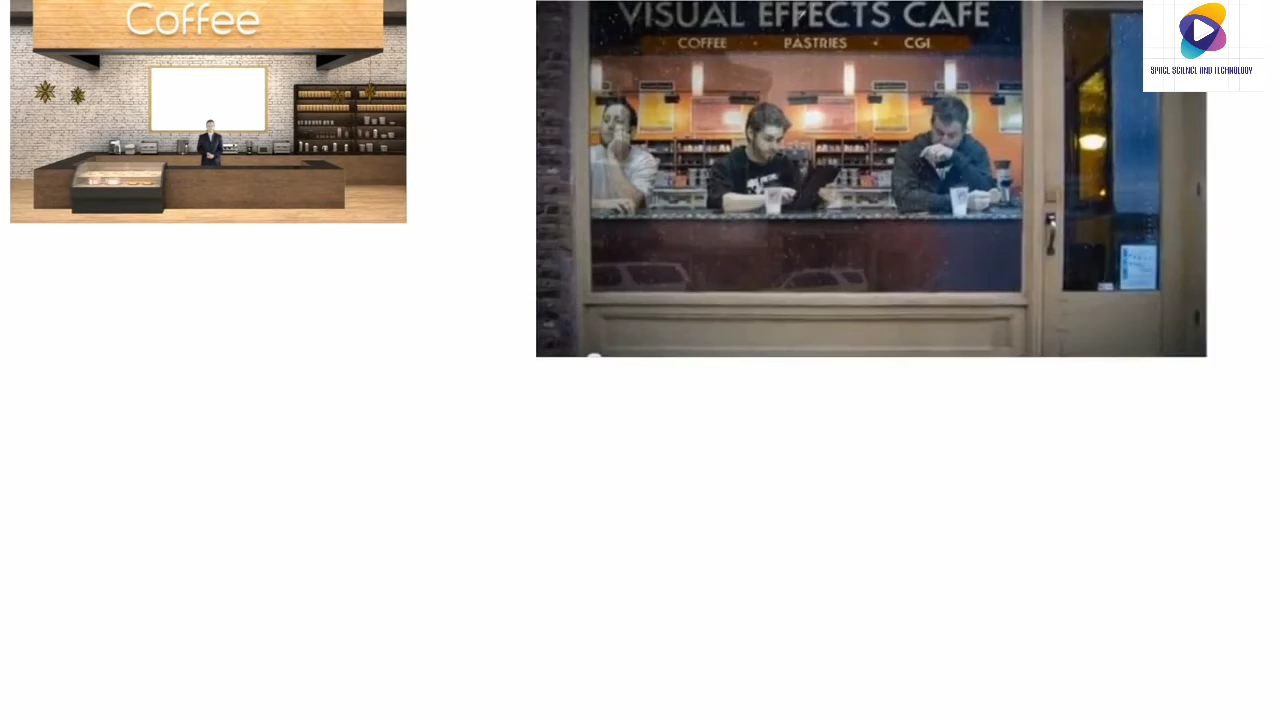 Coffee
VISUAL EFFECTS CAFE
COFFEE · PASTRIES · CGI
SPACE SCIENCE AND TECHNOLOGY